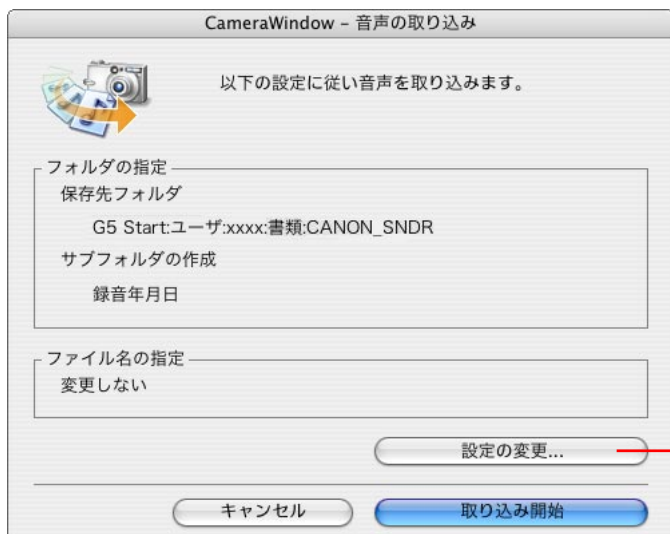 CameraWindow – 音声の取り込み
以下の設定に従い音声を取り込みます。
フォルダの指定
保存先フォルダ
G5 Start:ユーザ:xxxx:書類:CANON_SNDR
サブフォルダの作成
録音年月日
ファイル名の指定
変更しない
設定の変更...
キャンセル
取り込み開始